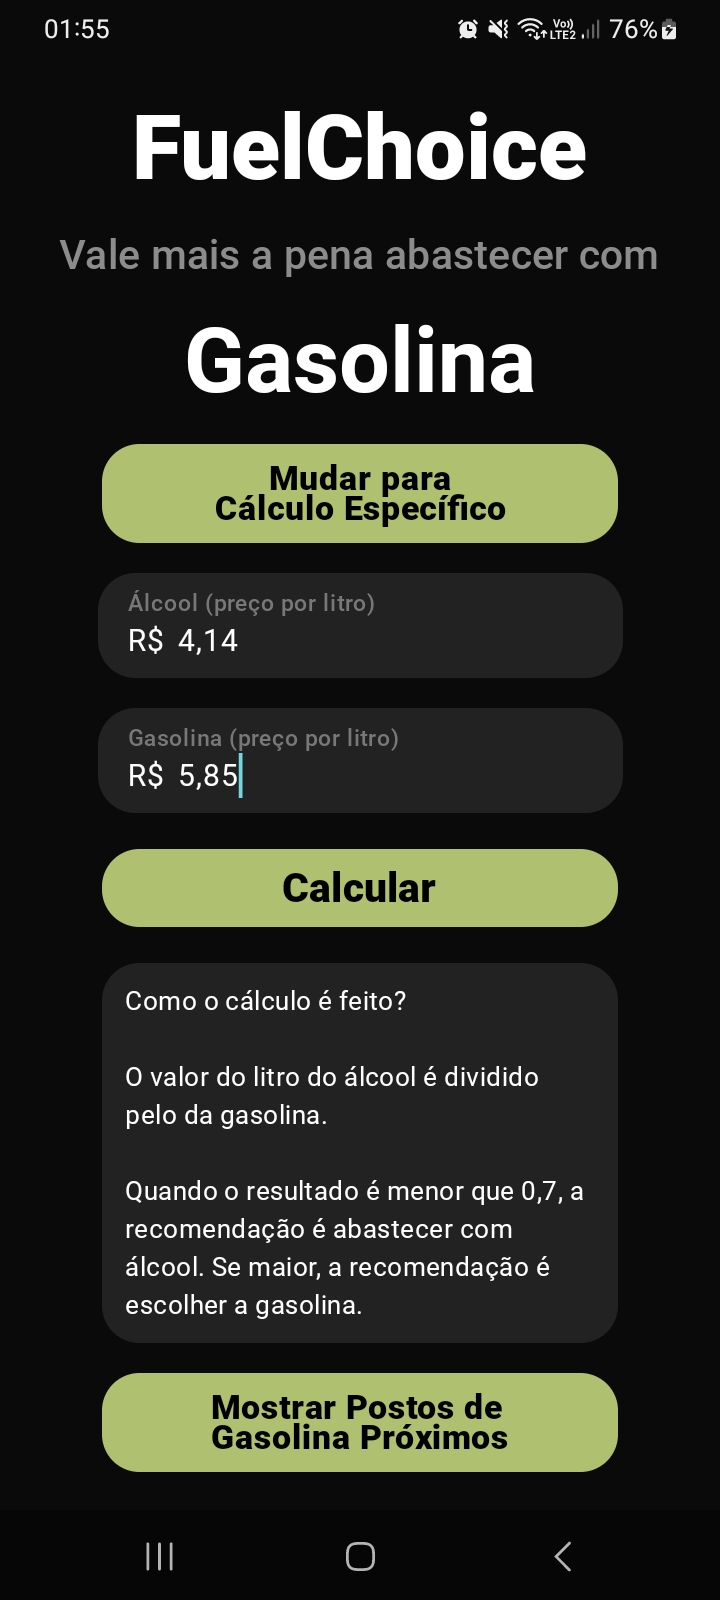 01:55
Vo)) LTE2
76%
FuelChoice
Vale mais a pena abastecer com
Gasolina
Mudar para
Cálculo Específico
Álcool (preço por litro)
R$ 4,14
Gasolina (preço por litro)
R$ 5,85
Calcular
Como o cálculo é feito?
O valor do litro do álcool é dividido
pelo da gasolina.
Quando o resultado é menor que 0,7, a
recomendação é abastecer com
álcool. Se maior, a recomendação é
escolher a gasolina.
Mostrar Postos de
Gasolina Próximos